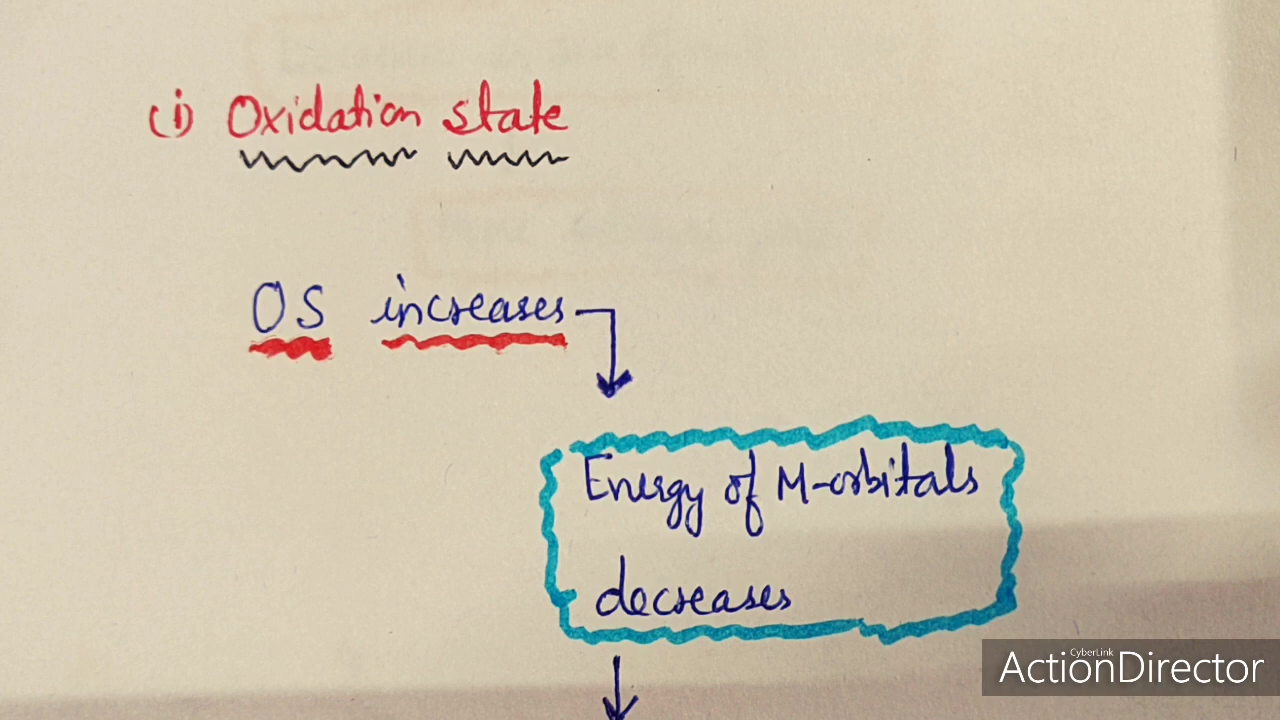 (i) Oxidation state
OS increases
Energy of M-orbitals
decreases
CyberLink
ActionDirector